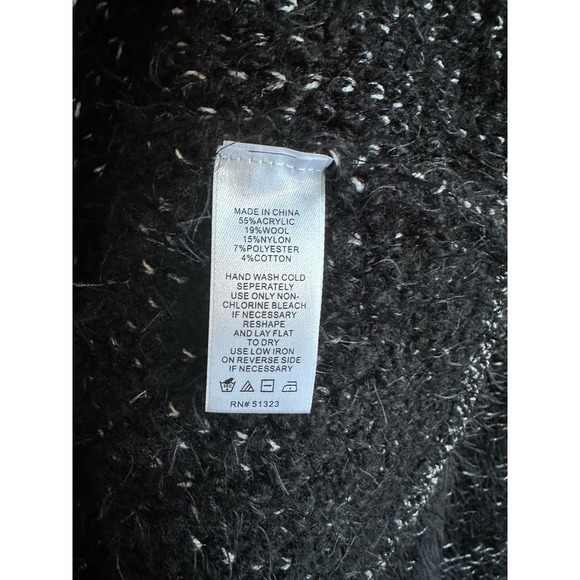 MADE IN CHINA
55%ACRYLIC
19%WOOL
15%NYLON
7%POLYESTER
4%COTTON
HAND WASH COLD
SEPERATELY
USE ONLY NON-
CHLORINE BLEACH
IF NECESSARY
RESHAPE
AND LAY FLAT
TO DRY
USE LOW IRON
ON REVERSE SIDE
IF NECESSARY
RN# 51323